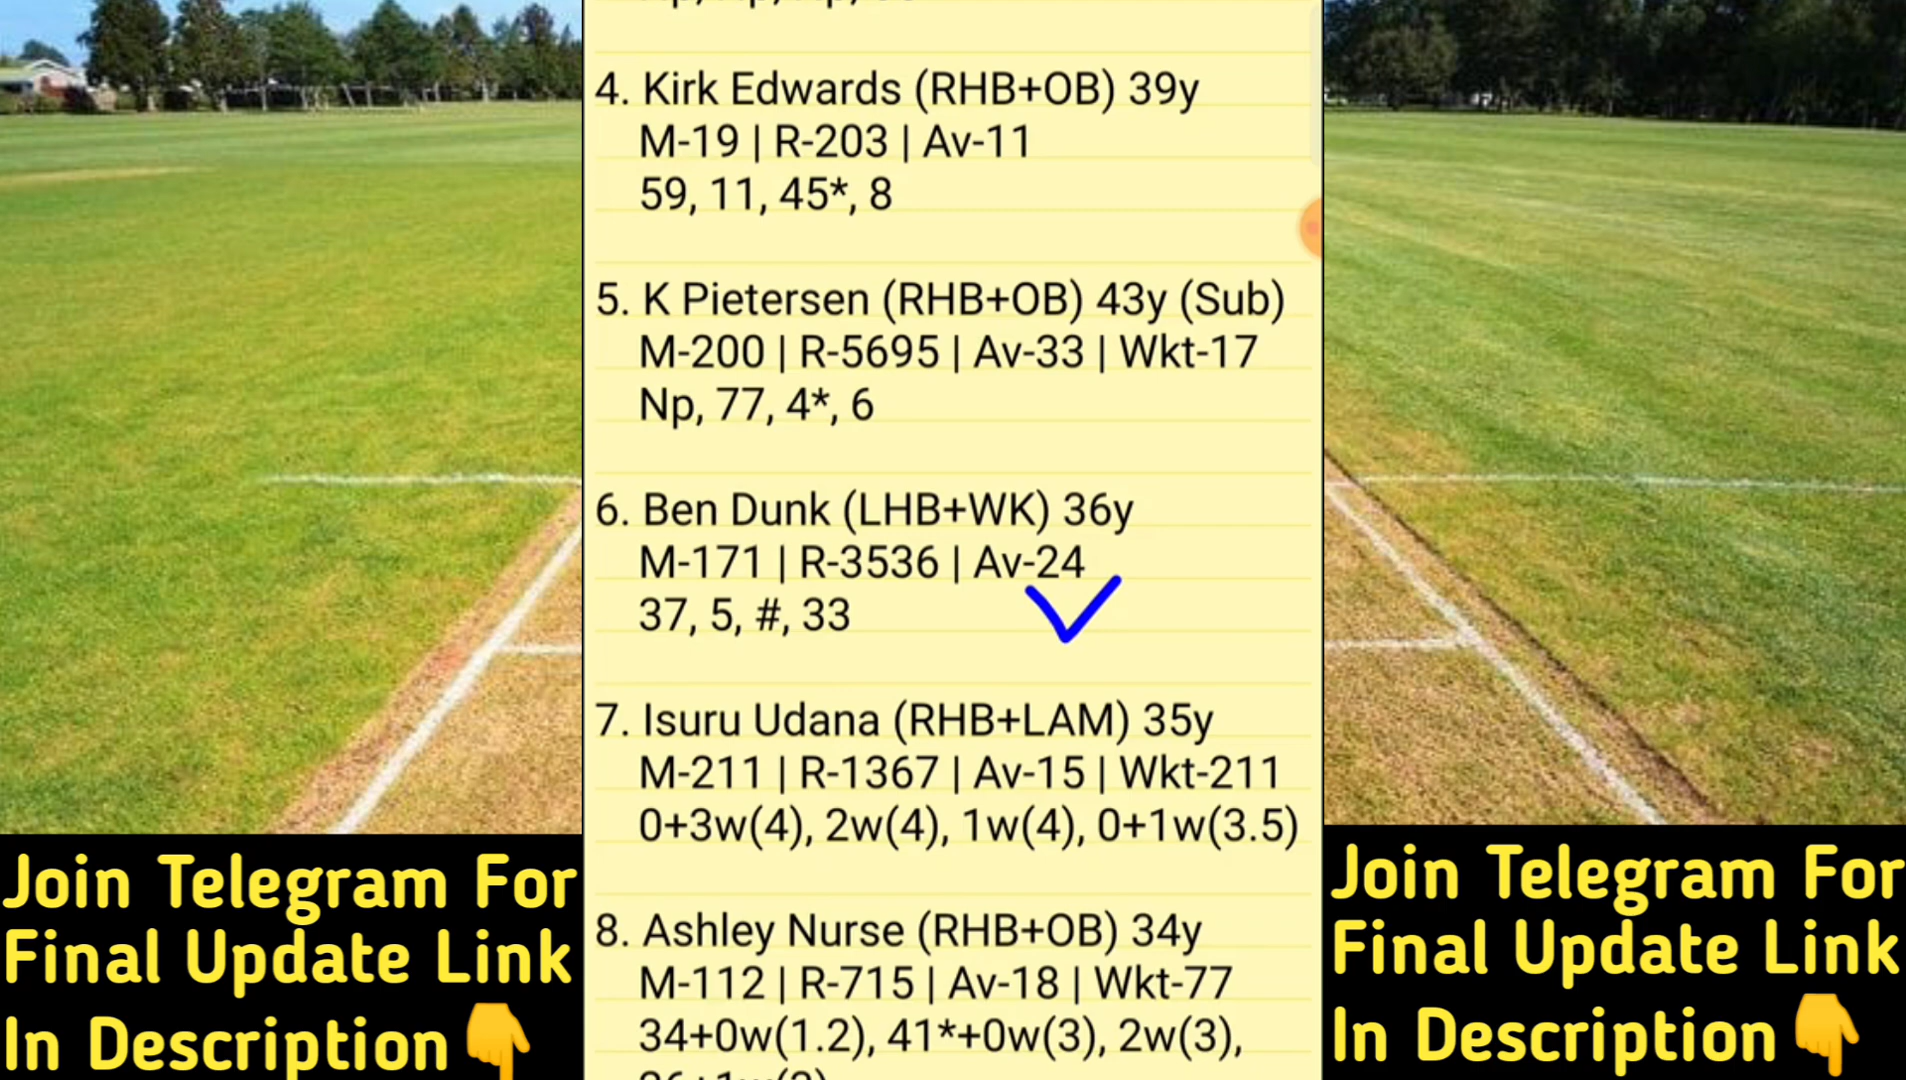 4. Kirk Edwards (RHB+OB) 39y
M-19 | R-203 | Av-11
59, 11, 45*, 8
5. K Pietersen (RHB+OB) 43y (Sub)
M-200 | R-5695 | Av-33 | Wkt-17
Np, 77, 4*, 6
6. Ben Dunk (LHB+WK) 36y
M-171 | R-3536 | Av-24
37, 5, #, 33
7. Isuru Udana (RHB+LAM) 35y
M-211 | R-1367 | Av-15 | Wkt-211
0+3w(4), 2w(4), 1w(4), 0+1w(3.5)
8. Ashley Nurse (RHB+OB) 34y
M-112 | R-715 | Av-18 | Wkt-77
34+0w(1.2), 41*+0w(3), 2w(3),
Join Telegram For
Final Update Link
In Description👇
Join Telegram For
Final Update Link
In Description👇